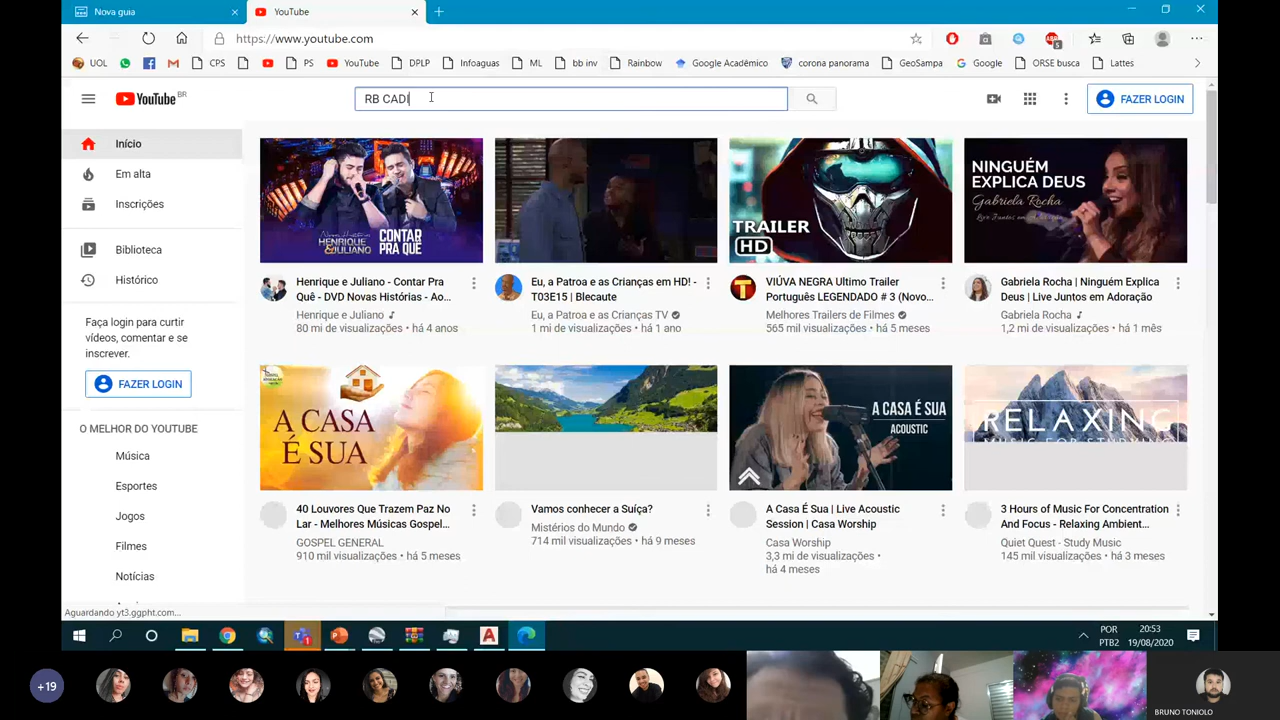 Nova guia
YouTube
https://www.youtube.com
UOL
CPS
PS
YouTube
DPLP
Infoaguas
ML
bb inv
Rainbow
Google Acadêmico
corona panorama
GeoSampa
Google
ORSE busca
Lattes
YouTube BR
RB CADI
FAZER LOGIN
Início
Em alta
Inscrições
Biblioteca
Histórico
Faça login para curtir
vídeos, comentar e se
inscrever.
FAZER LOGIN
O MELHOR DO YOUTUBE
Música
Esportes
Jogos
Filmes
Notícias
HENRIQUE
&JULIANO
CONTAR
PRA QUÊ
Henrique e Juliano - Contar Pra
Quê - DVD Novas Histórias - Ao...
Henrique e Juliano
80 mi de visualizações • há 4 anos
Eu, a Patroa e as Crianças em HD! -
T03E15 | Blecaute
Eu, a Patroa e as Crianças TV
1 mi de visualizações • há 1 ano
TRAILER
HD
VIÚVA NEGRA Ultimo Trailer
Português LEGENDADO # 3 (Novo...
Melhores Trailers de Filmes
565 mil visualizações • há 5 meses
NINGUÉM
EXPLICA DEUS
Gabriela Rocha
Live Juntos em Adoração
Gabriela Rocha | Ninguém Explica
Deus | Live Juntos em Adoração
Gabriela Rocha
1,2 mi de visualizações • há 1 mês
A CASA
É SUA
40 Louvores Que Trazem Paz No
Lar - Melhores Músicas Gospel...
GOSPEL GENERAL
910 mil visualizações • há 5 meses
Vamos conhecer a Suíça?
Mistérios do Mundo
714 mil visualizações • há 9 meses
A CASA É SUA
ACOUSTIC
A Casa É Sua | Live Acoustic
Session | Casa Worship
Casa Worship
3,3 mi de visualizações •
há 4 meses
RELAXING
MUSIC FOR STUDYING
3 Hours of Music For Concentration
And Focus - Relaxing Ambient...
Quiet Quest - Study Music
145 mil visualizações • há 3 meses
Aguardando yt3.ggpht.com...
POR
PTB2
20:53
19/08/2020
+19
BRUNO TONIOLO